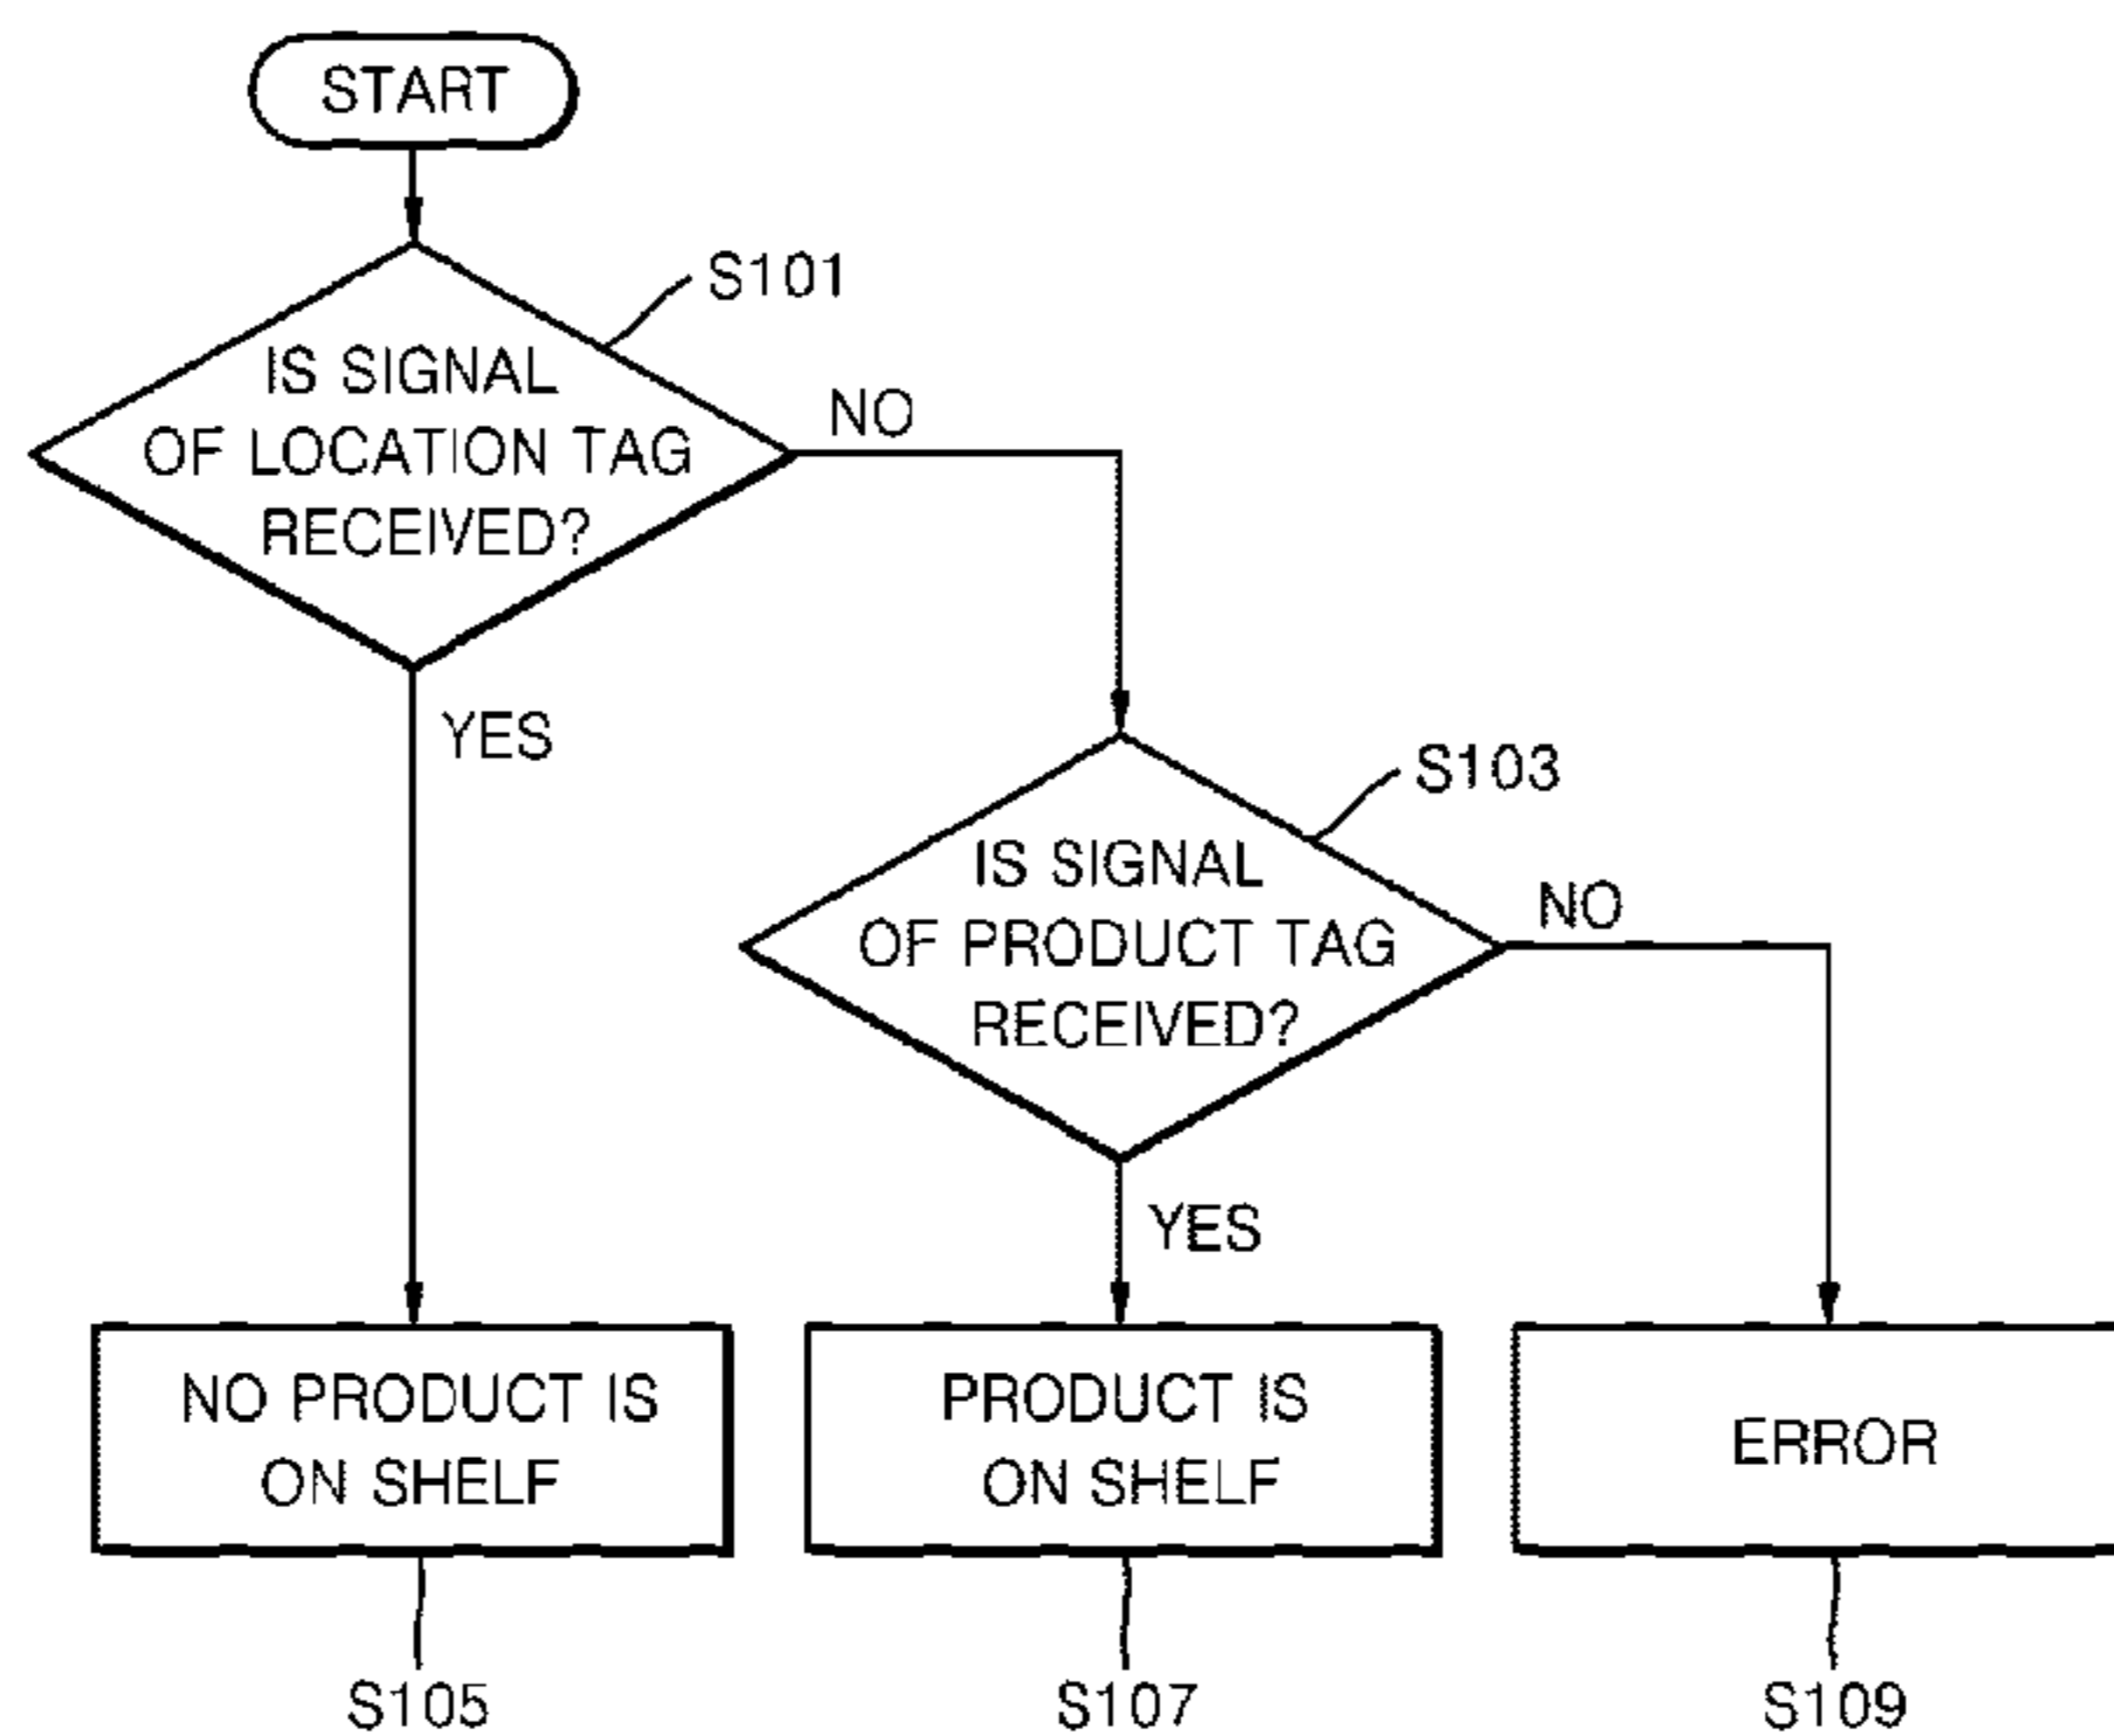 START
S101
IS SIGNAL
OF LOCATION TAG
RECEIVED?
NO
YES
S103
IS SIGNAL
OF PRODUCT TAG
RECEIVED?
NO
YES
NO PRODUCT IS
ON SHELF
PRODUCT IS
ON SHELF
ERROR
S105
S107
S109